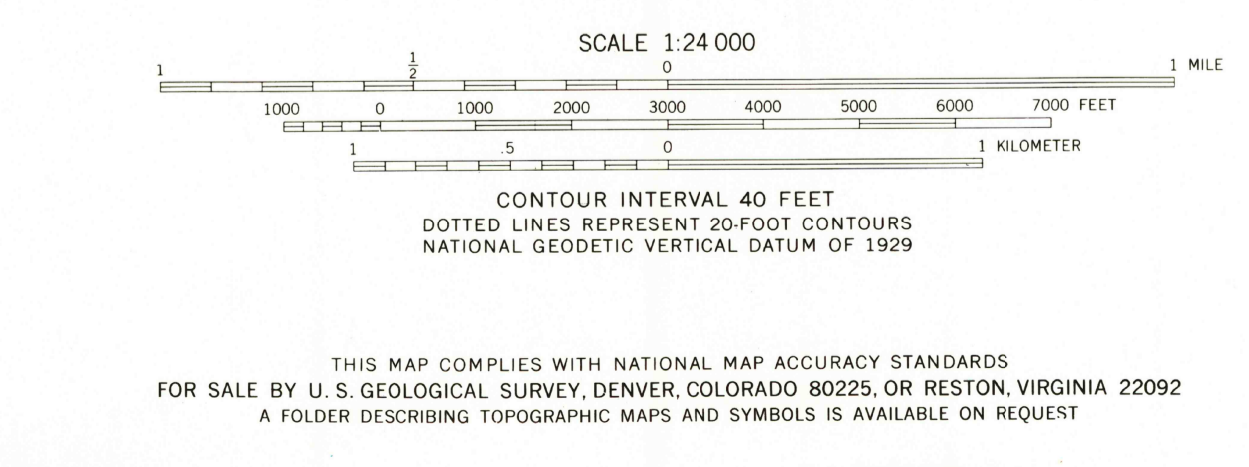 SCALE 1:24 000
1 1/2 0 1 MILE
1000 0 1000 2000 3000 4000 5000 6000 7000 FEET
1 .5 0 1 KILOMETER
CONTOUR INTERVAL 40 FEET
DOTTED LINES REPRESENT 20-FOOT CONTOURS
NATIONAL GEODETIC VERTICAL DATUM OF 1929
THIS MAP COMPLIES WITH NATIONAL MAP ACCURACY STANDARDS
FOR SALE BY U. S. GEOLOGICAL SURVEY, DENVER, COLORADO 80225, OR RESTON, VIRGINIA 22092
A FOLDER DESCRIBING TOPOGRAPHIC MAPS AND SYMBOLS IS AVAILABLE ON REQUEST